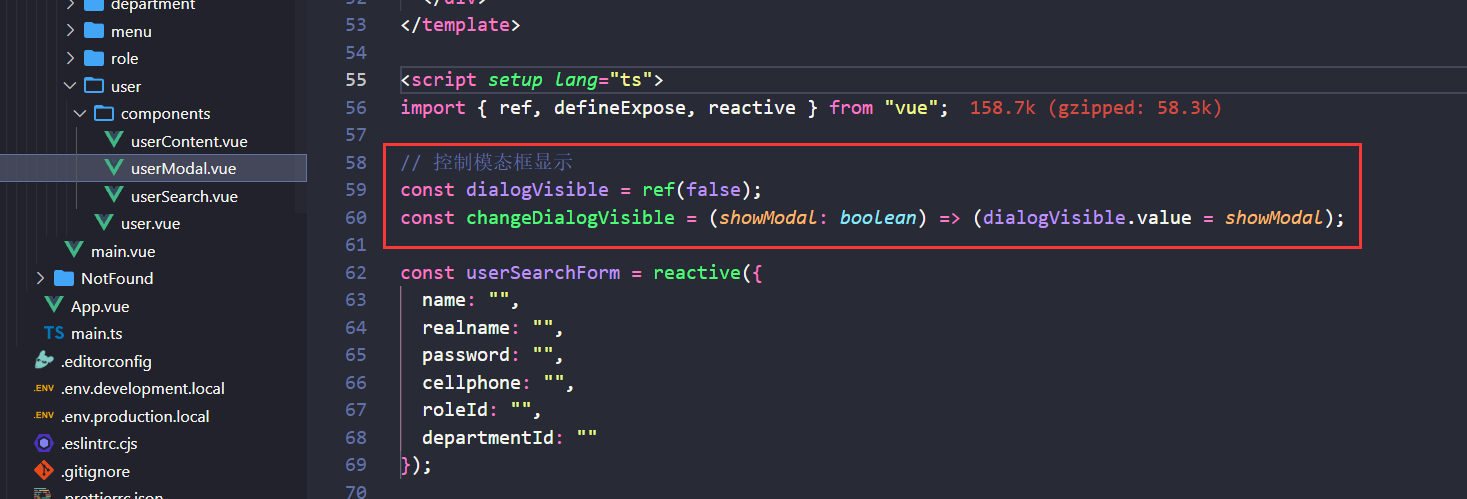 department
menu
role
user
components
userContent.vue
userModal.vue
userSearch.vue
user.vue
main.vue
NotFound
App.vue
TS main.ts
.editorconfig
.ENV .env.development.local
.ENV .env.production.local
.eslintrc.cjs
.gitignore
.prettierrc.json
52 </div>
53 </template>
54
55 <script setup lang="ts">
56 import { ref, defineExpose, reactive } from "vue"; 158.7k (gzipped: 58.3k)
57
58 // 控制模态框显示
59 const dialogVisible = ref(false);
60 const changeDialogVisible = (showModal: boolean) => (dialogVisible.value = showModal);
61
62 const userSearchForm = reactive({
63 name: "",
64 realname: "",
65 password: "",
66 cellphone: "",
67 roleId: "",
68 departmentId: ""
69 });
70